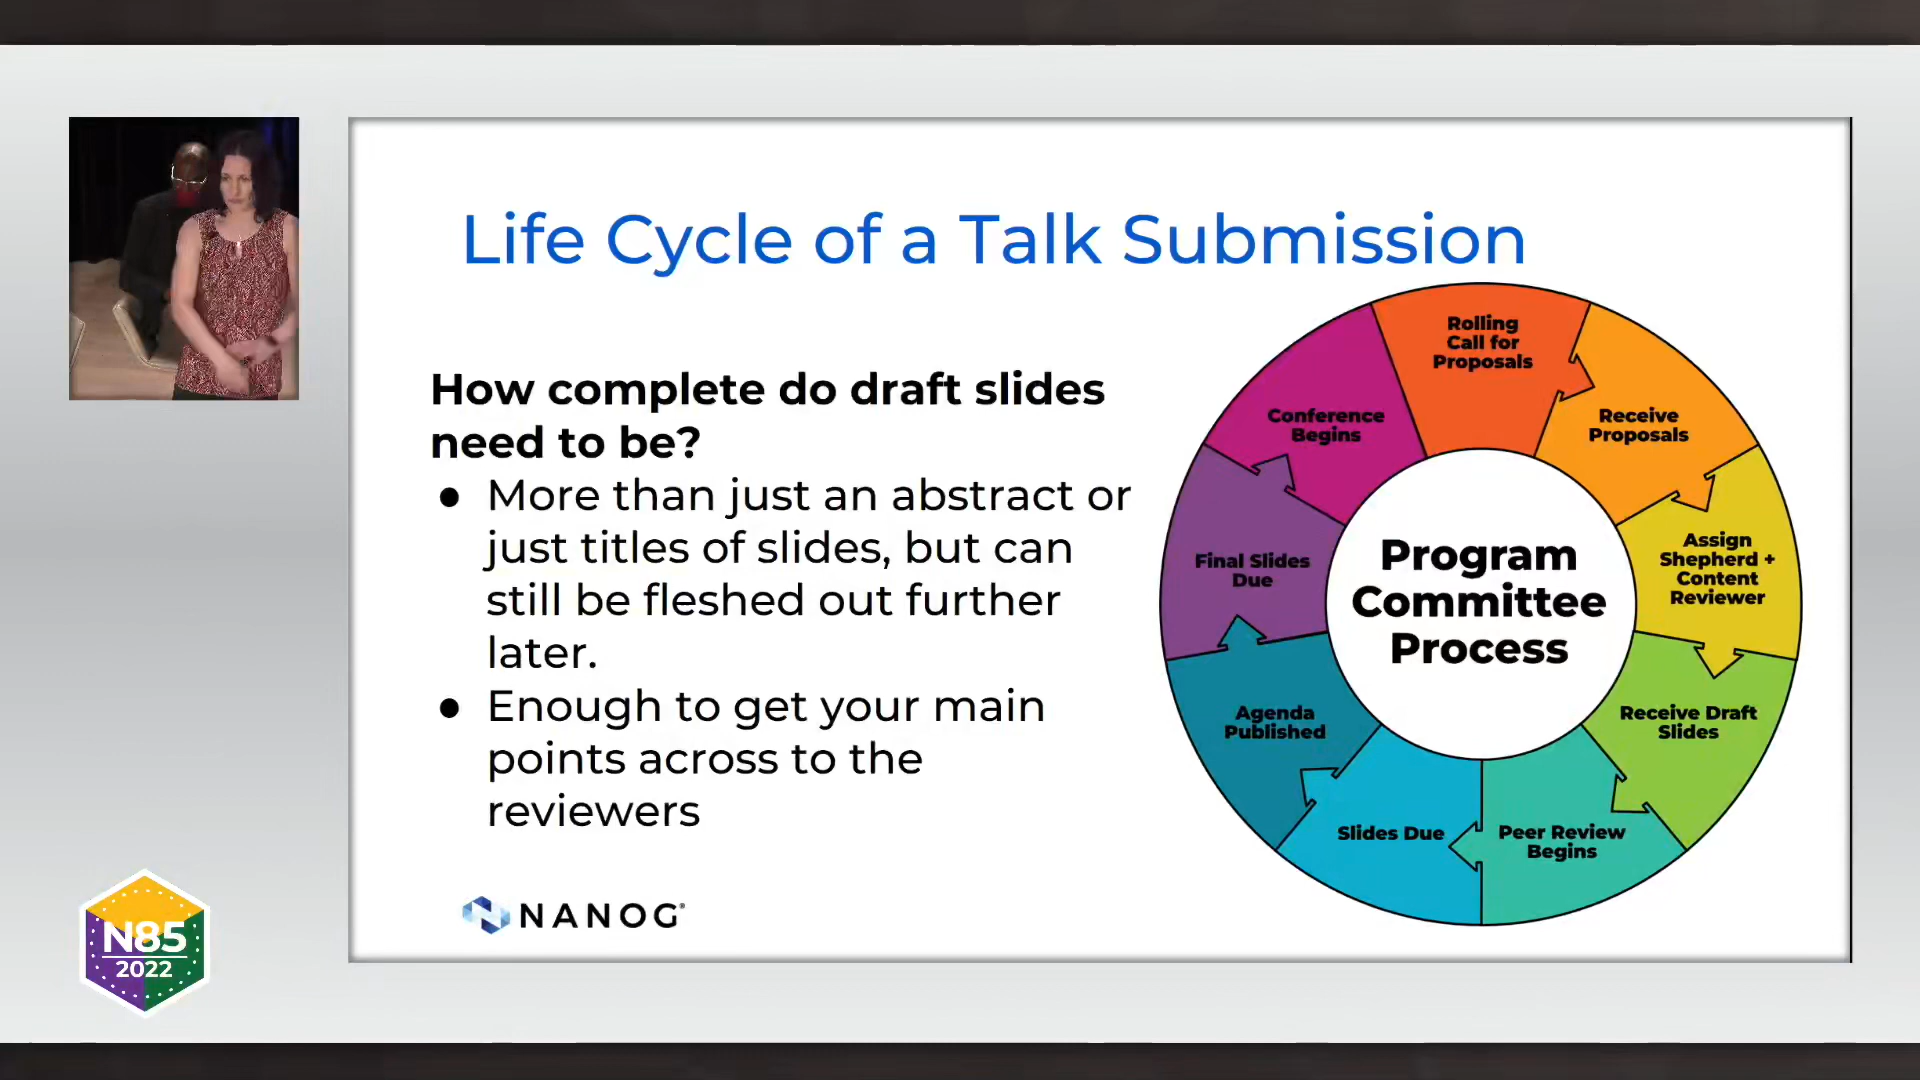 Life Cycle of a Talk Submission
How complete do draft slides
need to be?
● More than just an abstract or
just titles of slides, but can
still be fleshed out further
later.
● Enough to get your main
points across to the
reviewers
Rolling
Call for
Proposals
Receive
Proposals
Assign
Shepherd +
Content
Reviewer
Receive Draft
Slides
Peer Review
Begins
Slides Due
Agenda
Published
Final Slides
Due
Conference
Begins
Program
Committee
Process
NANOG®
N85
2022